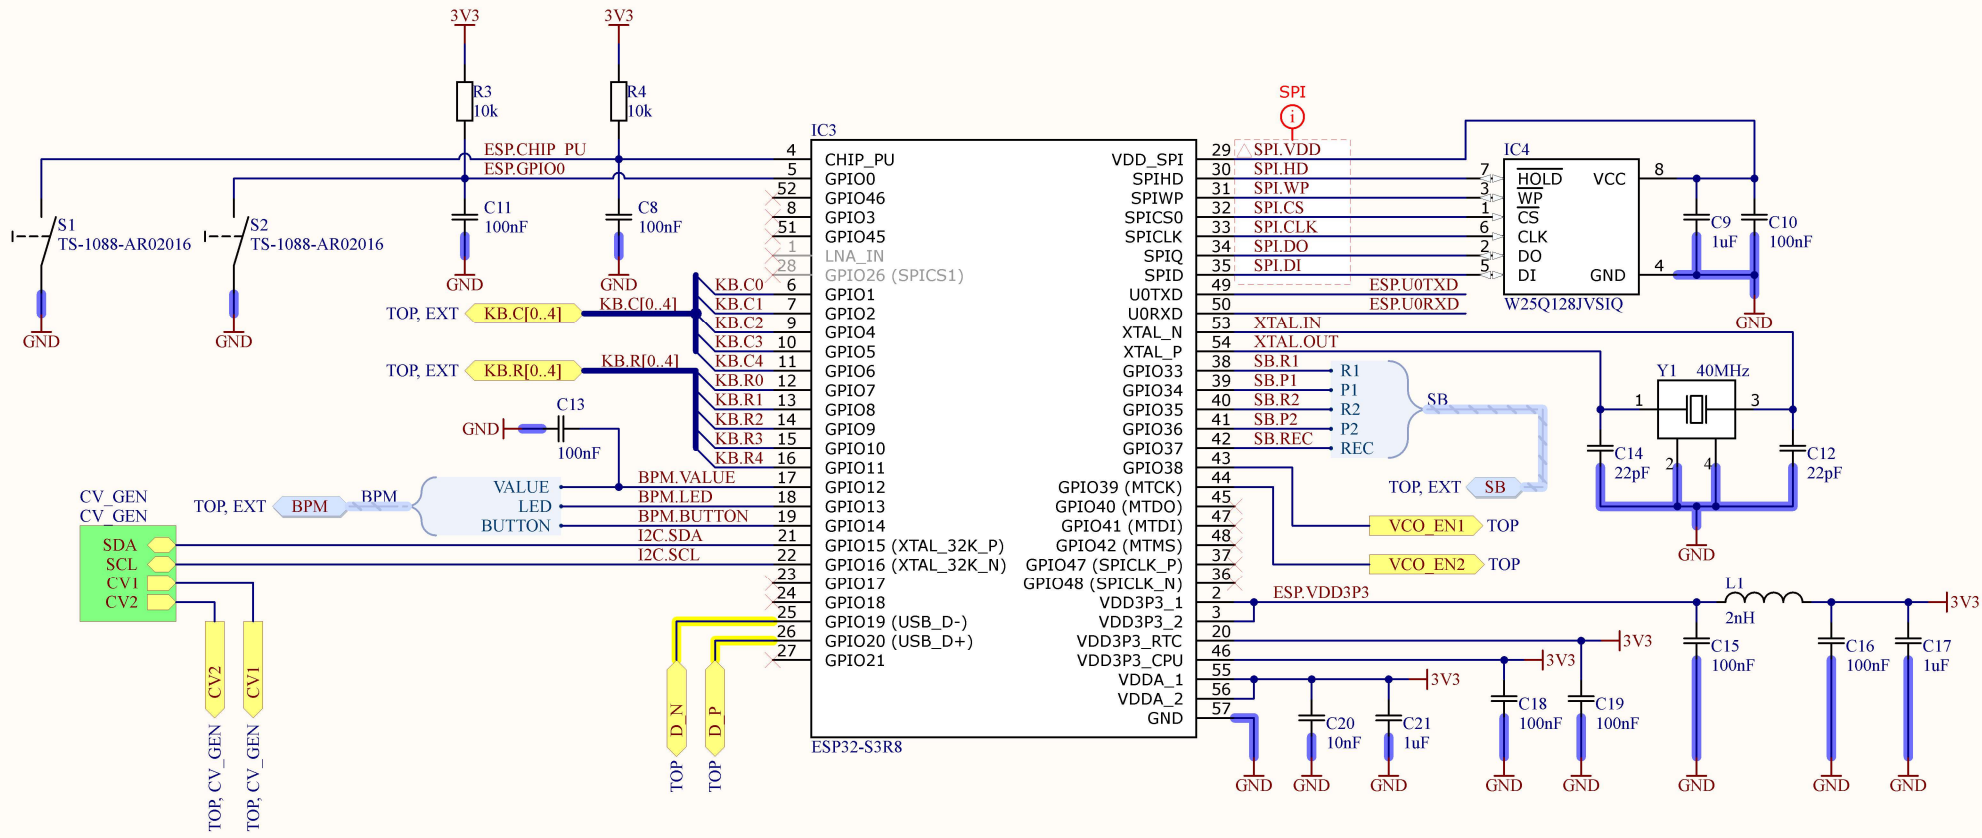 3V3
3V3
R3
10k
R4
10k
SPI
i
IC3
ESP.CHIP_PU
ESP.GPIO0
S1
TS-1088-AR02016
S2
TS-1088-AR02016
C11
100nF
C8
100nF
GND
GND
GND
GND
TOP, EXT
KB.C[0..4]
KB.C[0..4]
TOP, EXT
KB.R[0..4]
KB.R[0..4]
KB.C0
KB.C1
KB.C2
KB.C3
KB.C4
KB.R0
KB.R1
KB.R2
KB.R3
KB.R4
C13
GND
100nF
TOP, EXT
BPM
BPM
VALUE
LED
BUTTON
BPM.VALUE
BPM.LED
BPM.BUTTON
I2C.SDA
I2C.SCL
CV_GEN
CV_GEN
SDA
SCL
CV1
CV2
CV2
CV1
TOP, CV_GEN
TOP, CV_GEN
D_N
D_P
TOP
TOP
4 CHIP_PU
5 GPIO0
52 GPIO46
8 GPIO3
51 GPIO45
1 LNA_IN
28 GPIO26 (SPICS1)
6 GPIO1
7 GPIO2
9 GPIO4
10 GPIO5
11 GPIO6
12 GPIO7
13 GPIO8
14 GPIO9
15 GPIO10
16 GPIO11
17 GPIO12
18 GPIO13
19 GPIO14
21 GPIO15 (XTAL_32K_P)
22 GPIO16 (XTAL_32K_N)
23 GPIO17
24 GPIO18
25 GPIO19 (USB_D-)
26 GPIO20 (USB_D+)
27 GPIO21
ESP32-S3R8
VDD_SPI 29 SPI.VDD
SPIHD 30 SPI.HD
SPIWP 31 SPI.WP
SPICS0 32 SPI.CS
SPICLK 33 SPI.CLK
SPIQ 34 SPI.DO
SPID 35 SPI.DI
U0TXD 49 ESP.U0TXD
U0RXD 50 ESP.U0RXD
XTAL_N 53 XTAL.IN
XTAL_P 54 XTAL.OUT
GPIO33 38 SB.R1
GPIO34 39 SB.P1
GPIO35 40 SB.R2
GPIO36 41 SB.P2
GPIO37 42 SB.REC
GPIO38 43
GPIO39 (MTCK) 44
GPIO40 (MTDO) 45
GPIO41 (MTDI) 47
GPIO42 (MTMS) 48
GPIO47 (SPICLK_P) 37
GPIO48 (SPICLK_N) 36
VDD3P3_1 2 ESP.VDD3P3
VDD3P3_2 3
VDD3P3_RTC 20
VDD3P3_CPU 46
VDDA_1 55
VDDA_2 56
GND 57
IC4
7 HOLD
3 WP
1 CS
6 CLK
2 DO
5 DI
VCC 8
GND 4
W25Q128JVSIQ
C9
1uF
C10
100nF
GND
R1
P1
R2
P2
REC
SB
TOP, EXT
SB
VCO_EN1 TOP
VCO_EN2 TOP
Y1 40MHz
1
3
2
4
C14
22pF
C12
22pF
GND
L1
2nH
3V3
3V3
3V3
3V3
C15
100nF
C16
100nF
C17
1uF
C18
100nF
C19
100nF
C20
10nF
C21
1uF
GND
GND
GND
GND
GND
GND
GND
GND